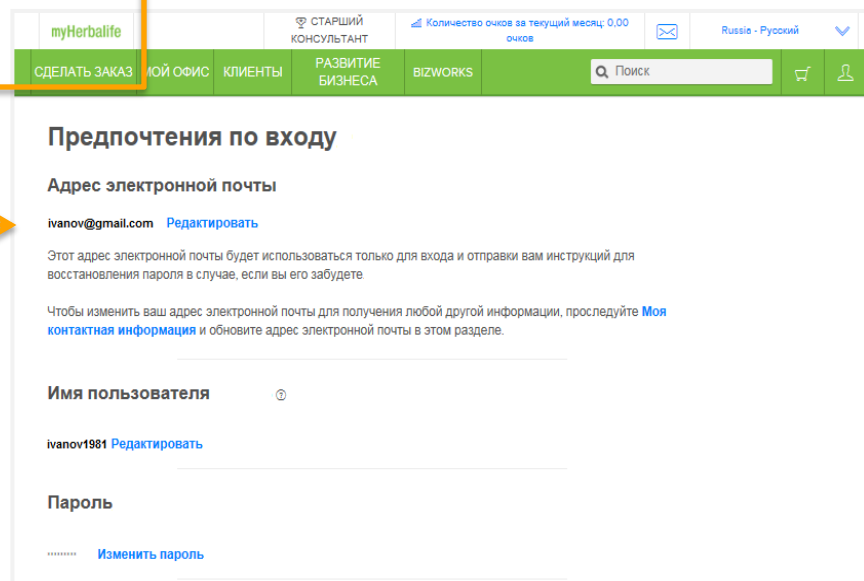 myHerbalife
СТАРШИЙ
КОНСУЛЬТАНТ
Количество очков за текущий месяц: 0,00
очков
Russia - Русский
СДЕЛАТЬ ЗАКАЗ МОЙ ОФИС КЛИЕНТЫ РАЗВИТИЕ БИЗНЕСА BIZWORKS Поиск
Предпочтения по входу
Адрес электронной почты
ivanov@gmail.com Редактировать
Этот адрес электронной почты будет использоваться только для входа и отправки вам инструкций для
восстановления пароля в случае, если вы его забудете
Чтобы изменить ваш адрес электронной почты для получения любой другой информации, проследуйте Моя
контактная информация и обновите адрес электронной почты в этом разделе.
Имя пользователя ?
ivanov1981 Редактировать
Пароль
········· Изменить пароль